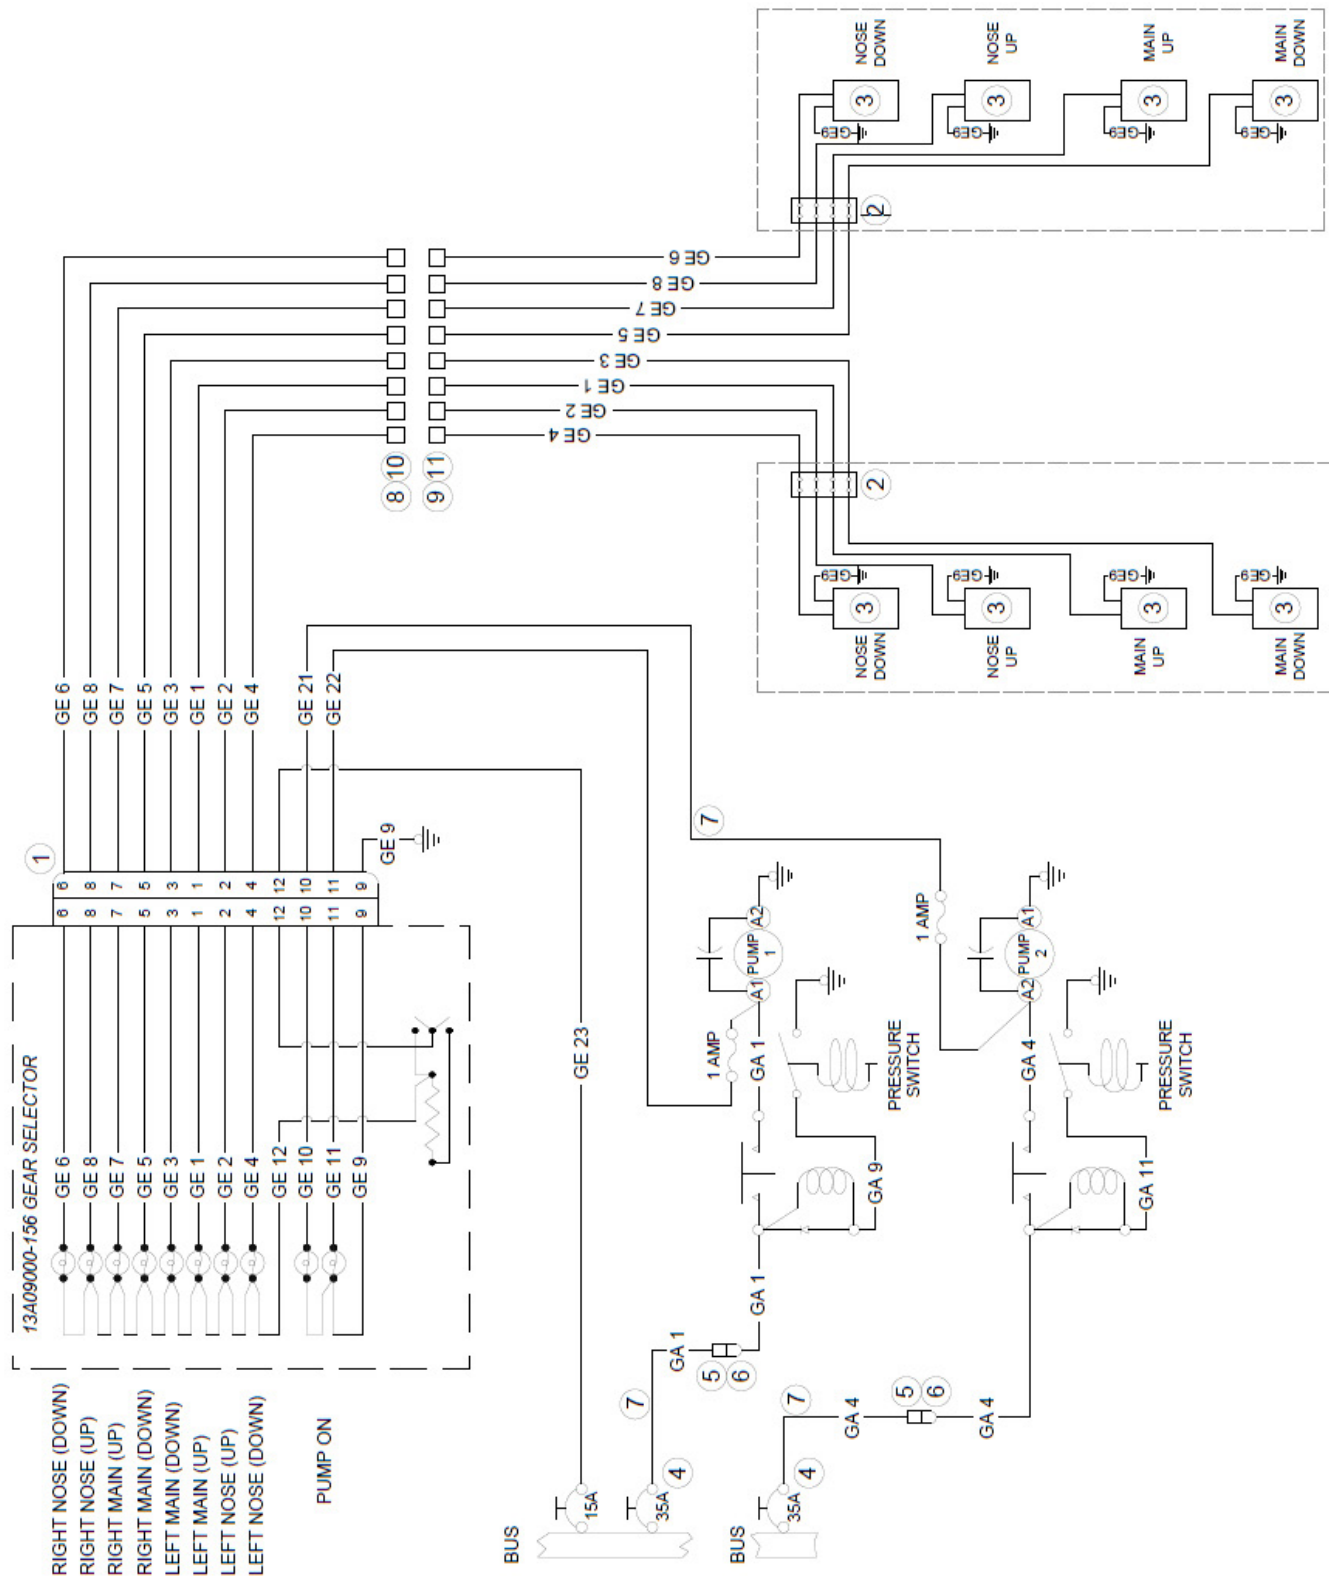 13A09000-156 GEAR SELECTOR
RIGHT NOSE (DOWN)
RIGHT NOSE (UP)
RIGHT MAIN (UP)
RIGHT MAIN (DOWN)
LEFT MAIN (DOWN)
LEFT MAIN (UP)
LEFT NOSE (UP)
LEFT NOSE (DOWN)
PUMP ON
GE 6
GE 8
GE 7
GE 5
GE 3
GE 1
GE 2
GE 4
GE 12
GE 10
GE 11
GE 9
6 6
8 8
7 7
5 5
3 3
1 1
2 2
4 4
12 12
10 10
11 11
9 9
1
GE 9
GE 6
GE 8
GE 7
GE 5
GE 3
GE 1
GE 2
GE 4
GE 21
GE 22
GE 23
8 10
9 11
GE 6
GE 8
GE 7
GE 5
GE 3
GE 1
GE 2
GE 4
2
3
GE9
NOSE
DOWN
3
GE9
NOSE
UP
3
GE9
MAIN
UP
3
GE9
MAIN
DOWN
2
3
GE9
NOSE
DOWN
3
GE9
NOSE
UP
3
GE9
MAIN
UP
3
GE9
MAIN
DOWN
BUS
15A
35A
4
7
GA 1
5
6
GA 1
GA 9
GA 1
1 AMP
A1
PUMP
1
A2
PRESSURE
SWITCH
7
1 AMP
BUS
35A
4
7
GA 4
5
6
GA 4
GA 11
GA 4
A2
PUMP
2
A1
PRESSURE
SWITCH